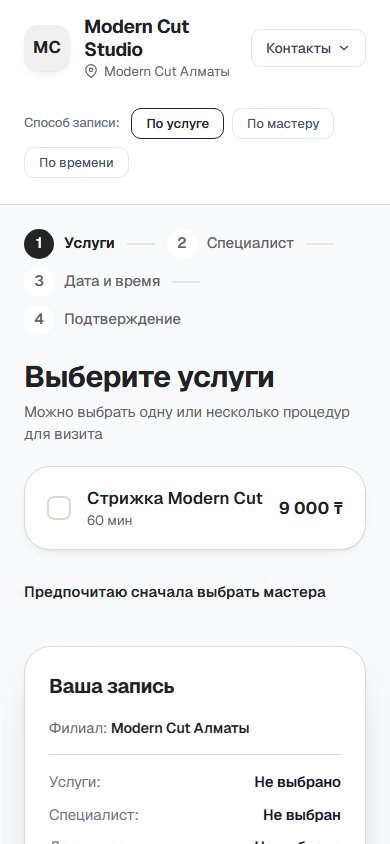 MC
Modern Cut
Studio
Modern Cut Алматы
Контакты
Способ записи:
По услуге
По мастеру
По времени
1 Услуги
2 Специалист
3 Дата и время
4 Подтверждение
Выберите услуги
Можно выбрать одну или несколько процедур
для визита
Стрижка Modern Cut
9 000 ₸
60 мин
Предпочитаю сначала выбрать мастера
Ваша запись
Филиал: Modern Cut Алматы
Услуги: Не выбрано
Специалист: Не выбран